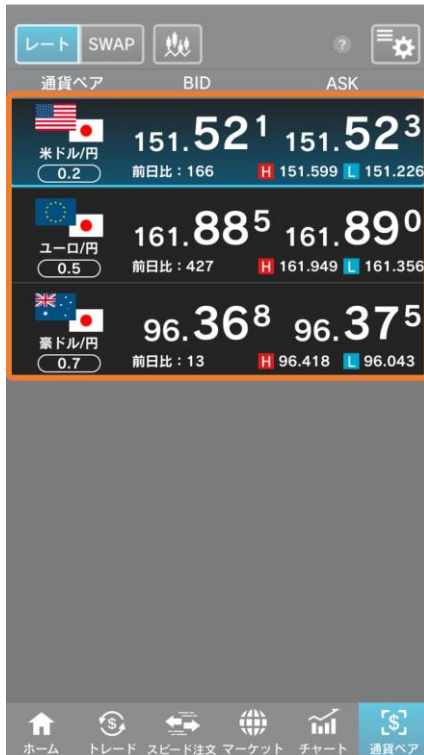 レート SWAP ?
通貨ペア BID ASK
米ドル/円 151.521 151.523
0.2 前日比：166 H 151.599 L 151.226
ユーロ/円 161.885 161.890
0.5 前日比：427 H 161.949 L 161.356
豪ドル/円 96.368 96.375
0.7 前日比：13 H 96.418 L 96.043
ホーム トレード スピード注文 マーケット チャート 通貨ペア